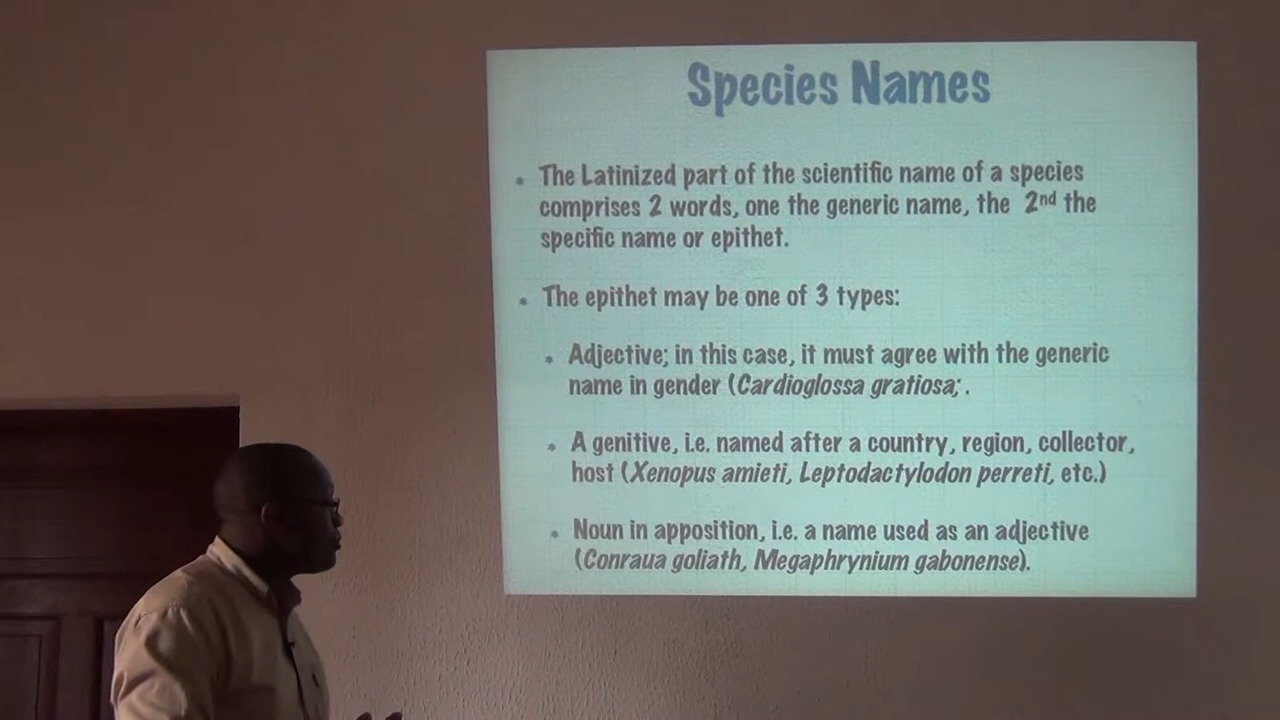 Species Names
* The Latinized part of the scientific name of a species
comprises 2 words, one the generic name, the 2nd the
specific name or epithet.
* The epithet may be one of 3 types:
* Adjective; in this case, it must agree with the generic
name in gender (Cardioglossa gratiosa; .
* A genitive, i.e. named after a country, region, collector,
host (Xenopus amieti, Leptodactylodon perreti, etc.)
* Noun in apposition, i.e. a name used as an adjective
(Conraua goliath, Megaphrynium gabonense).